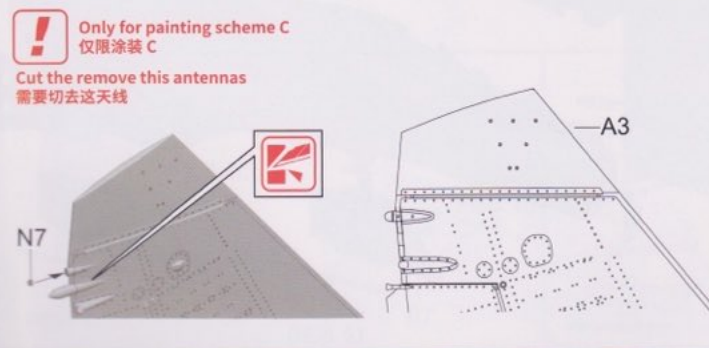 Only for painting scheme C
仅限涂装 C
Cut the remove this antennas
需要切去这天线
A3
N7